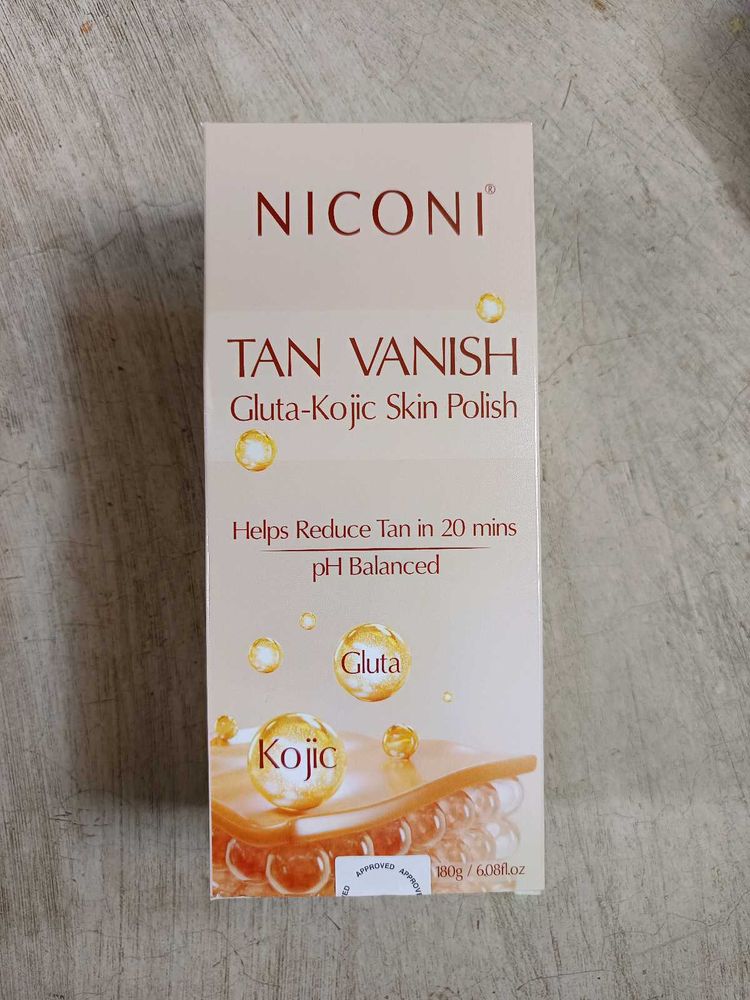 NICONI®
TAN VANISH
Gluta-Kojic Skin Polish
Helps Reduce Tan in 20 mins
pH Balanced
Gluta
Kojic
APPROVED APPROVED
180g / 6.08fl.oz